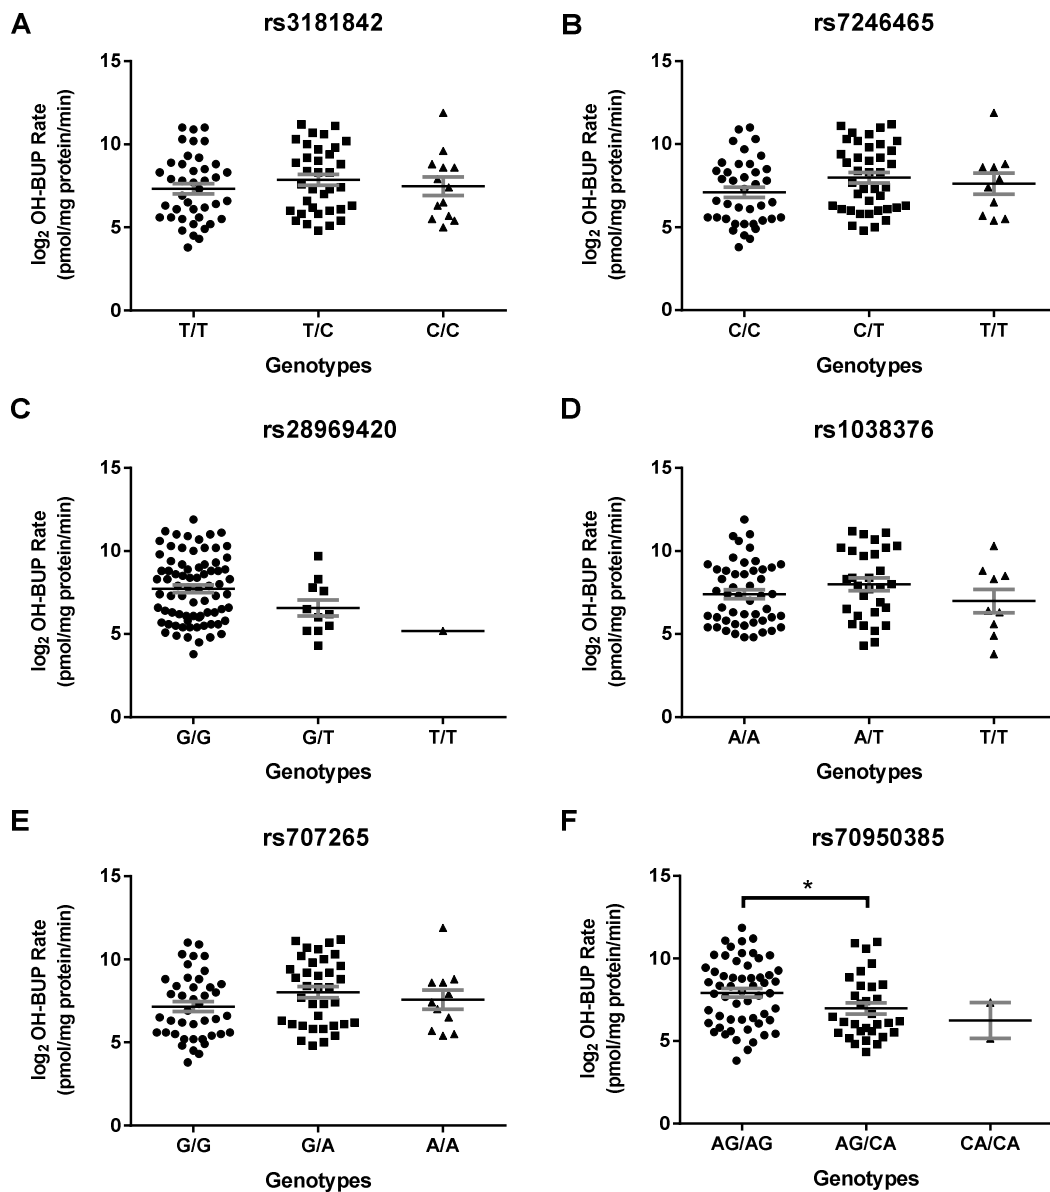 A
rs3181842
log2 OH-BUP Rate
(pmol/mg protein/min)
15
10
5
0
T/T T/C C/C
Genotypes
B
rs7246465
log2 OH-BUP Rate
(pmol/mg protein/min)
15
10
5
0
C/C C/T T/T
Genotypes
C
rs28969420
log2 OH-BUP Rate
(pmol/mg protein/min)
15
10
5
0
G/G G/T T/T
Genotypes
D
rs1038376
log2 OH-BUP Rate
(pmol/mg protein/min)
15
10
5
0
A/A A/T T/T
Genotypes
E
rs707265
log2 OH-BUP Rate
(pmol/mg protein/min)
15
10
5
0
G/G G/A A/A
Genotypes
F
rs70950385
log2 OH-BUP Rate
(pmol/mg protein/min)
15
10
5
0
*
AG/AG AG/CA CA/CA
Genotypes